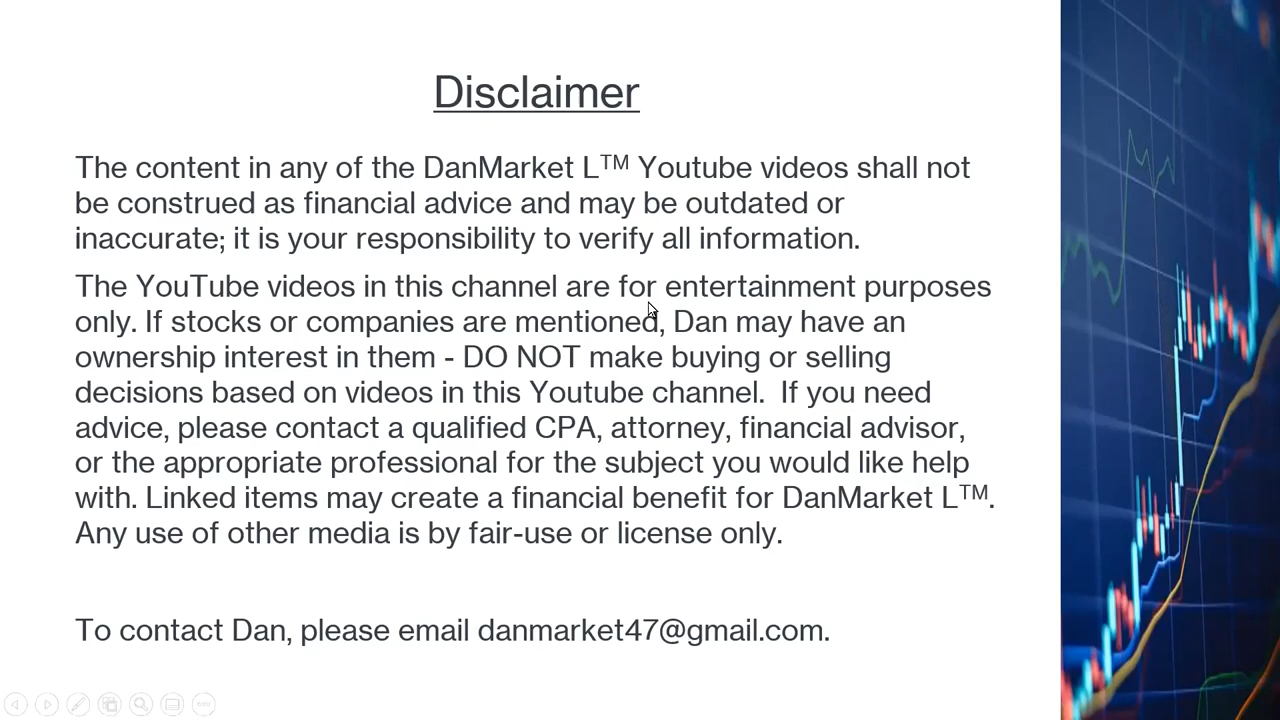 Disclaimer
The content in any of the DanMarket L™ Youtube videos shall not
be construed as financial advice and may be outdated or
inaccurate; it is your responsibility to verify all information.
The YouTube videos in this channel are for entertainment purposes
only. If stocks or companies are mentioned, Dan may have an
ownership interest in them - DO NOT make buying or selling
decisions based on videos in this Youtube channel.  If you need
advice, please contact a qualified CPA, attorney, financial advisor,
or the appropriate professional for the subject you would like help
with. Linked items may create a financial benefit for DanMarket L™.
Any use of other media is by fair-use or license only.
To contact Dan, please email danmarket47@gmail.com.